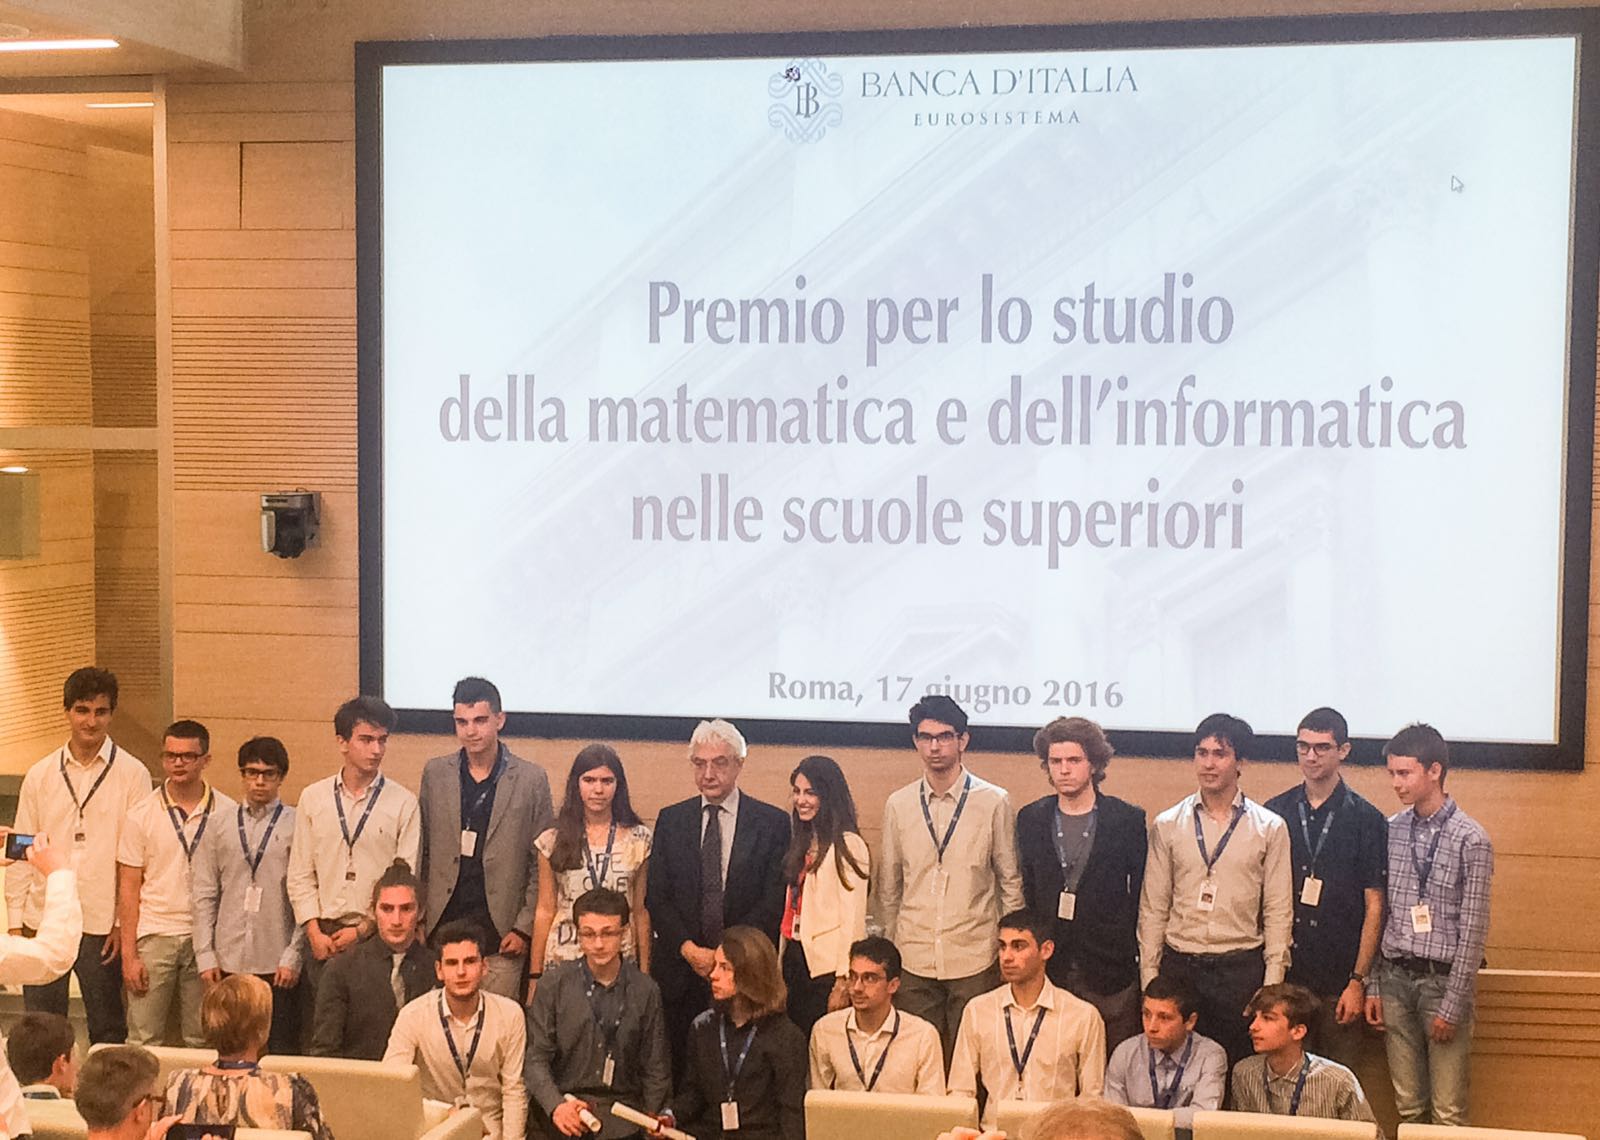 BANCA D'ITALIA
EUROSISTEMA
Premio per lo studio
della matematica e dell'informatica
nelle scuole superiori
Roma, 17 giugno 2016